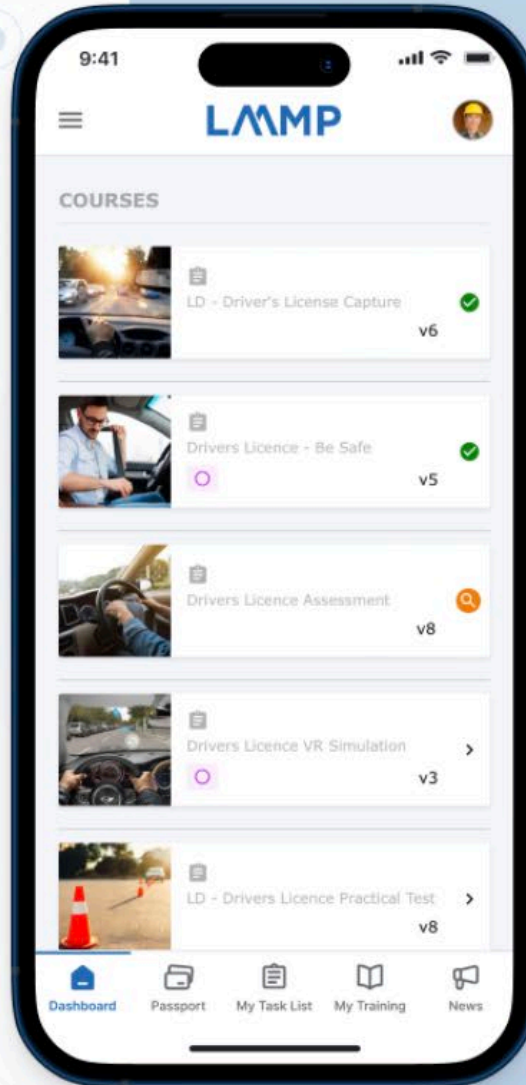 9:41
LAAMP
COURSES
LD - Driver's License Capture
v6
Drivers Licence - Be Safe
v5
Drivers Licence Assessment
v8
Drivers Licence VR Simulation
v3
LD - Drivers Licence Practical Test
v8
Dashboard
Passport
My Task List
My Training
News